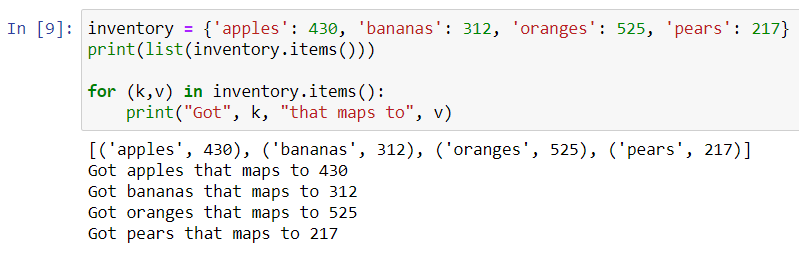 In [9]: inventory = {'apples': 430, 'bananas': 312, 'oranges': 525, 'pears': 217}
print(list(inventory.items()))
for (k,v) in inventory.items():
    print("Got", k, "that maps to", v)
[('apples', 430), ('bananas', 312), ('oranges', 525), ('pears', 217)]
Got apples that maps to 430
Got bananas that maps to 312
Got oranges that maps to 525
Got pears that maps to 217